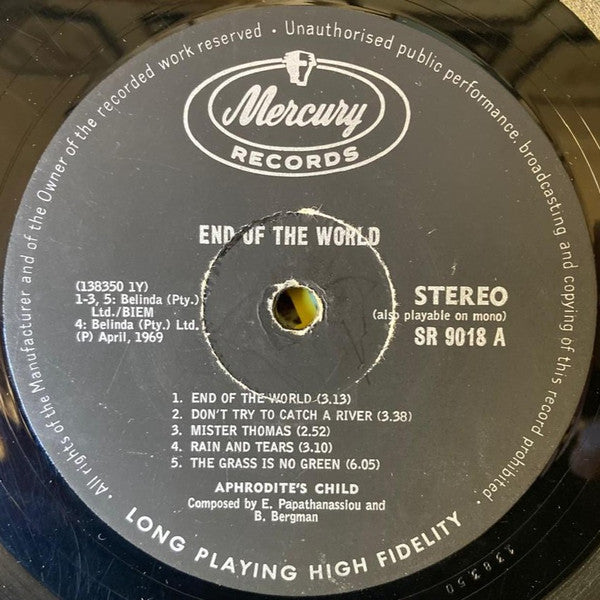 · All rights of the Manufacturer and of the Owner of the recorded work reserved · Unauthorised public performance, broadcasting and copying of this record prohibited ·
Mercury
RECORDS
END OF THE WORLD
(138350 1Y)
1-3, 5: Belinda (Pty.)
Ltd./BIEM
4: Belinda (Pty.) Ltd.
(P) April, 1969
STEREO
(also playable on mono)
SR 9018 A
1. END OF THE WORLD (3.13)
2. DON'T TRY TO CATCH A RIVER (3.38)
3. MISTER THOMAS (2.52)
4. RAIN AND TEARS (3.10)
5. THE GRASS IS NO GREEN (6.05)
APHRODITE'S CHILD
Composed by E. Papathanassiou and
B. Bergman
LONG PLAYING HIGH FIDELITY
138350